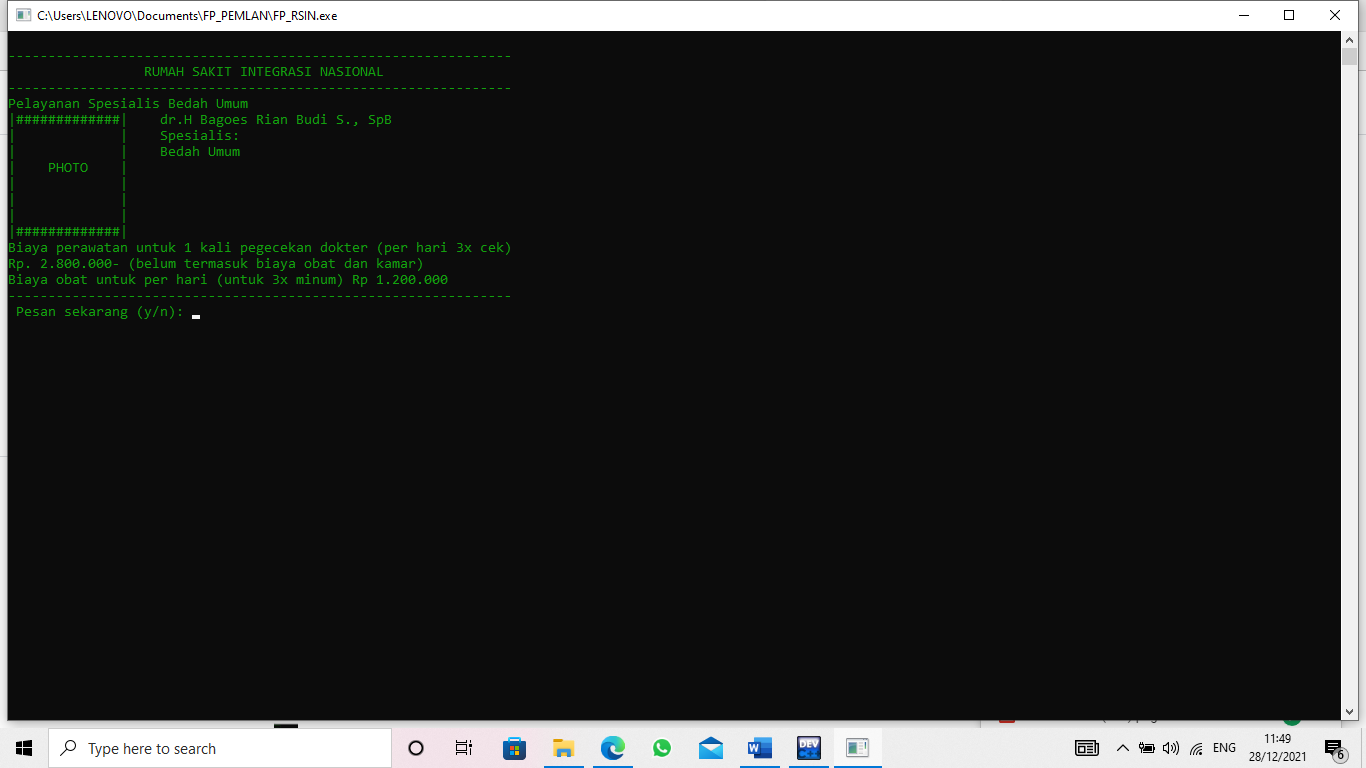 C:\Users\LENOVO\Documents\FP_PEMLAN\FP_RSIN.exe
---------------------------------------------------------------
RUMAH SAKIT INTEGRASI NASIONAL
---------------------------------------------------------------
Pelayanan Spesialis Bedah Umum
|#############| dr.H Bagoes Rian Budi S., SpB
| | Spesialis:
| | Bedah Umum
| PHOTO |
| |
| |
| |
|#############|
Biaya perawatan untuk 1 kali pegecekan dokter (per hari 3x cek)
Rp. 2.800.000- (belum termasuk biaya obat dan kamar)
Biaya obat untuk per hari (untuk 3x minum) Rp 1.200.000
---------------------------------------------------------------
Pesan sekarang (y/n):
Type here to search
DEV C++
ENG
11:49
28/12/2021
6